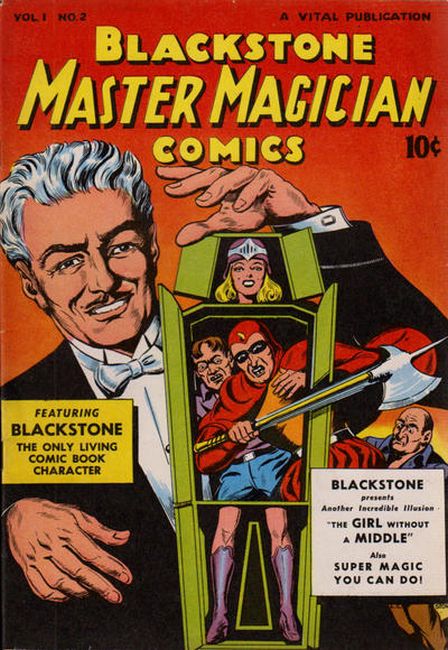 VOL 1 NO. 2
A VITAL PUBLICATION
BLACKSTONE
MASTER MAGICIAN
COMICS
10¢
FEATURING
BLACKSTONE
THE ONLY LIVING
COMIC BOOK
CHARACTER
BLACKSTONE
presents
Another Incredible Illusion -
"THE GIRL WITHOUT
A MIDDLE"
Also
SUPER MAGIC
YOU CAN DO!